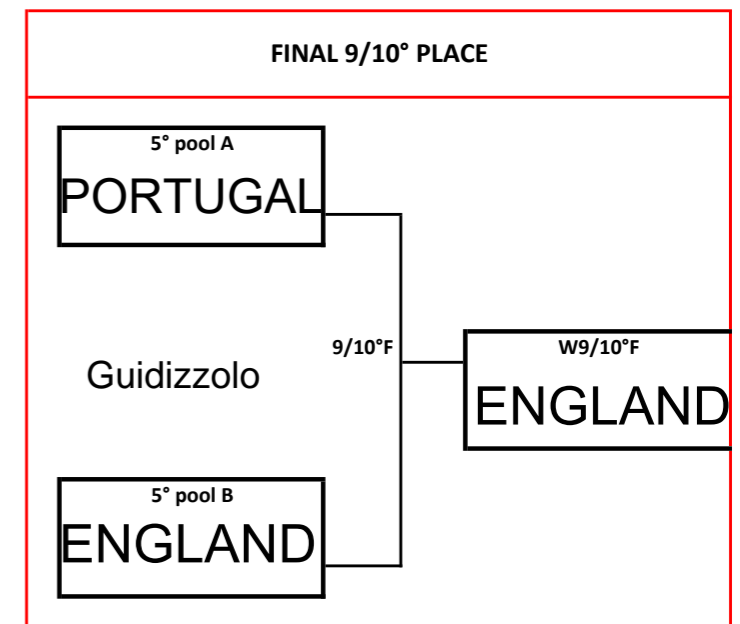 FINAL 9/10° PLACE
5° pool A
PORTUGAL
9/10°F
Guidizzolo
W9/10°F
ENGLAND
5° pool B
ENGLAND